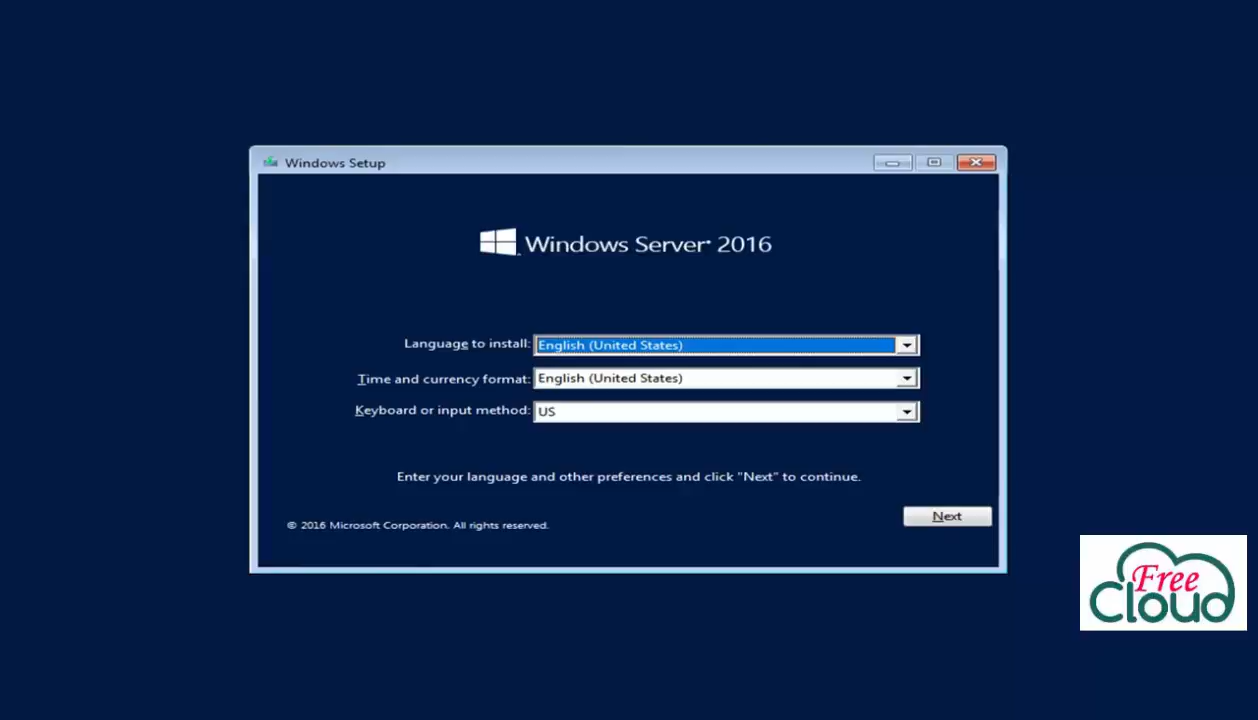 Windows Setup
Windows Server 2016
Language to install: English (United States)
Time and currency format: English (United States)
Keyboard or input method: US
Enter your language and other preferences and click "Next" to continue.
Next
© 2016 Microsoft Corporation. All rights reserved.
Free
Cloud